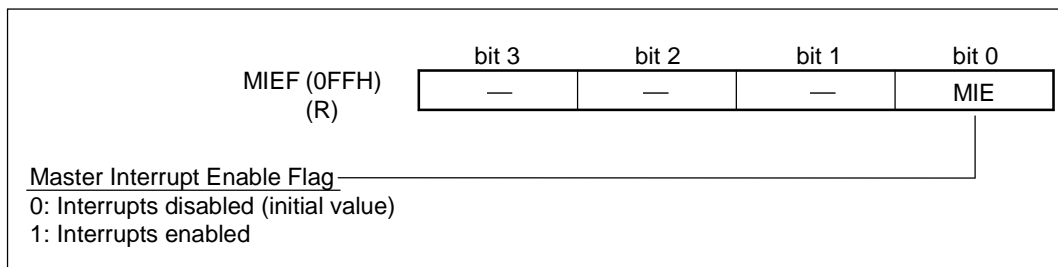 bit 3 bit 2 bit 1 bit 0
MIEF (0FFH) — — — MIE
(R)
Master Interrupt Enable Flag
0: Interrupts disabled (initial value)
1: Interrupts enabled